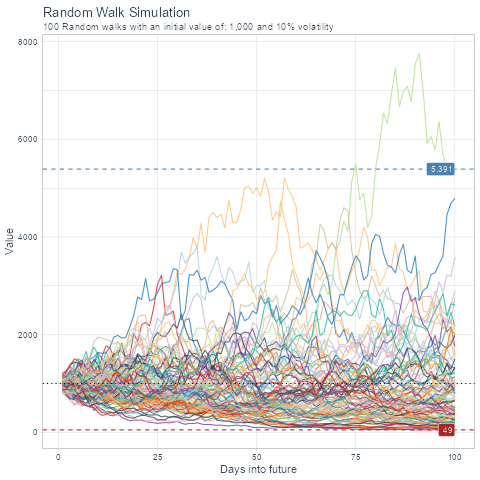 Random Walk Simulation
100 Random walks with an initial value of: 1,000 and 10% volatility
8000
6000
5,391
4000
Value
2000
49
0
0 25 50 75 100
Days into future